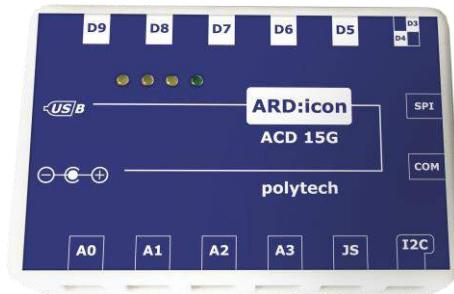 D9 D8 D7 D6 D5 D3
D4
USB
ARD:icon
SPI
ACD 15G
COM
polytech
A0 A1 A2 A3 JS I2C